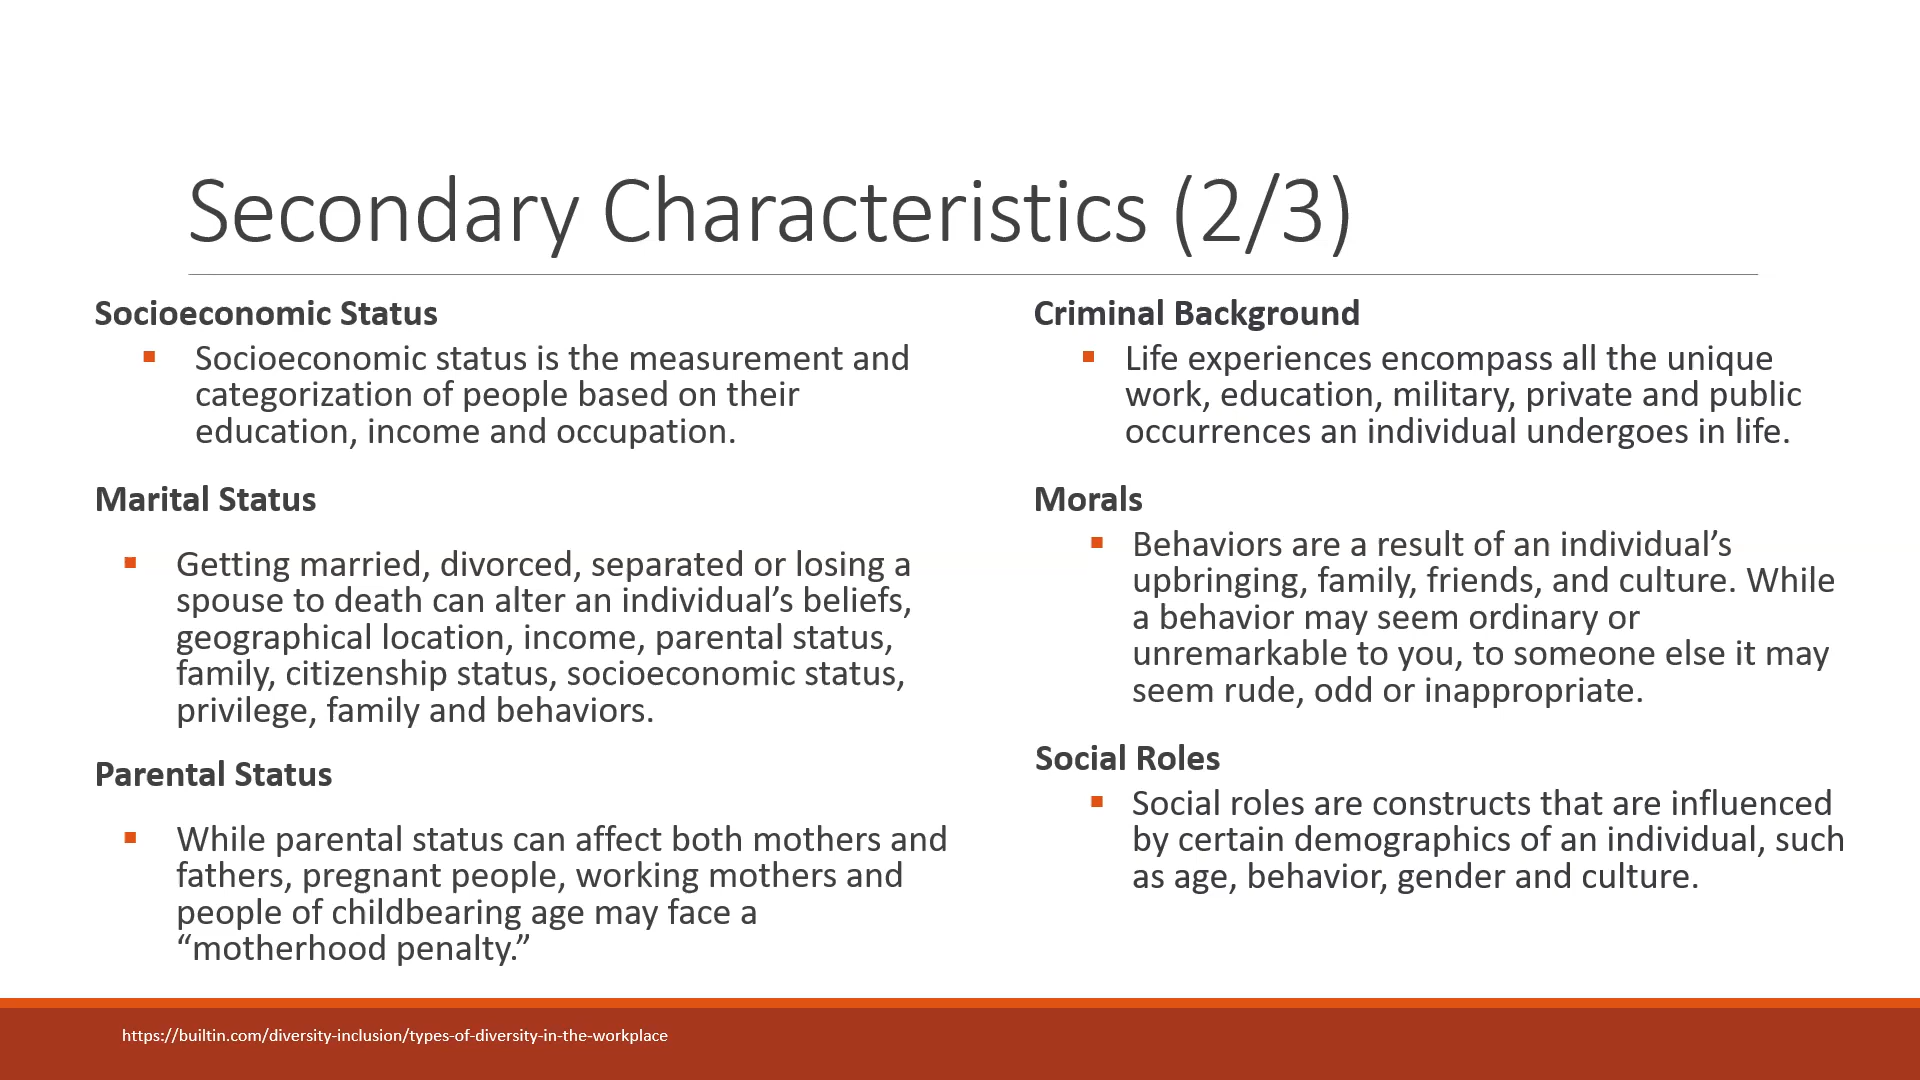 Secondary Characteristics (2/3)
Socioeconomic Status
▪ Socioeconomic status is the measurement and
categorization of people based on their
education, income and occupation.
Marital Status
▪ Getting married, divorced, separated or losing a
spouse to death can alter an individual’s beliefs,
geographical location, income, parental status,
family, citizenship status, socioeconomic status,
privilege, family and behaviors.
Parental Status
▪ While parental status can affect both mothers and
fathers, pregnant people, working mothers and
people of childbearing age may face a
“motherhood penalty.”
Criminal Background
▪ Life experiences encompass all the unique
work, education, military, private and public
occurrences an individual undergoes in life.
Morals
▪ Behaviors are a result of an individual’s
upbringing, family, friends, and culture. While
a behavior may seem ordinary or
unremarkable to you, to someone else it may
seem rude, odd or inappropriate.
Social Roles
▪ Social roles are constructs that are influenced
by certain demographics of an individual, such
as age, behavior, gender and culture.
https://builtin.com/diversity-inclusion/types-of-diversity-in-the-workplace